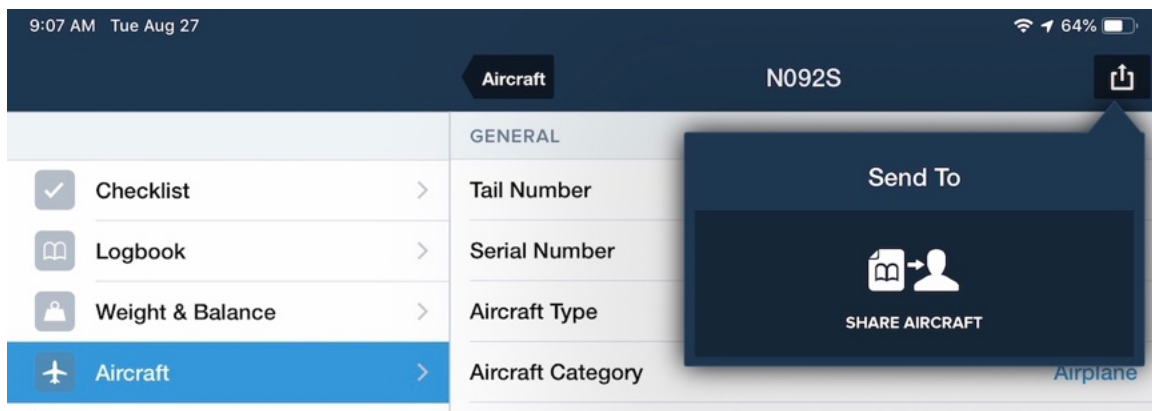 9:07 AM Tue Aug 27
64%
Aircraft
N092S
GENERAL
Send To
Checklist
Tail Number
Logbook
Serial Number
Weight & Balance
Aircraft Type
SHARE AIRCRAFT
Aircraft
Aircraft Category
Airplane